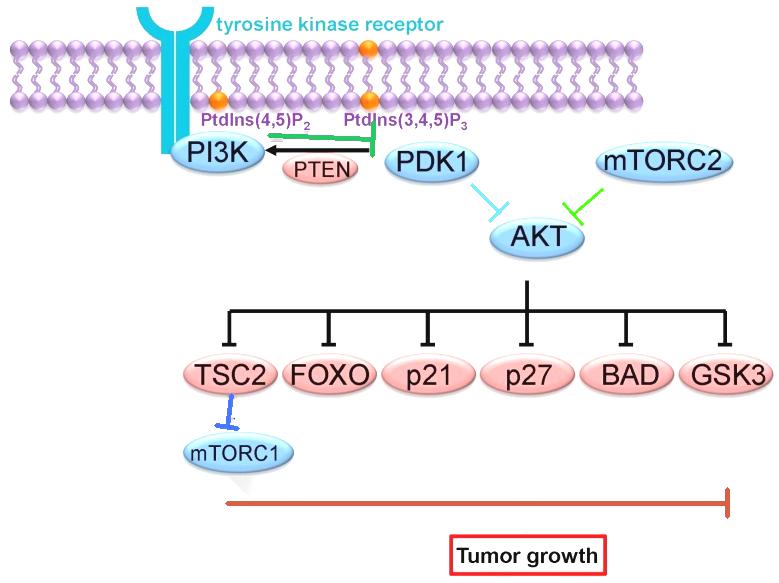 tyrosine kinase receptor
PtdIns(4,5)P2
PtdIns(3,4,5)P3
PI3K
PTEN
PDK1
mTORC2
AKT
TSC2
FOXO
p21
p27
BAD
GSK3
mTORC1
Tumor growth